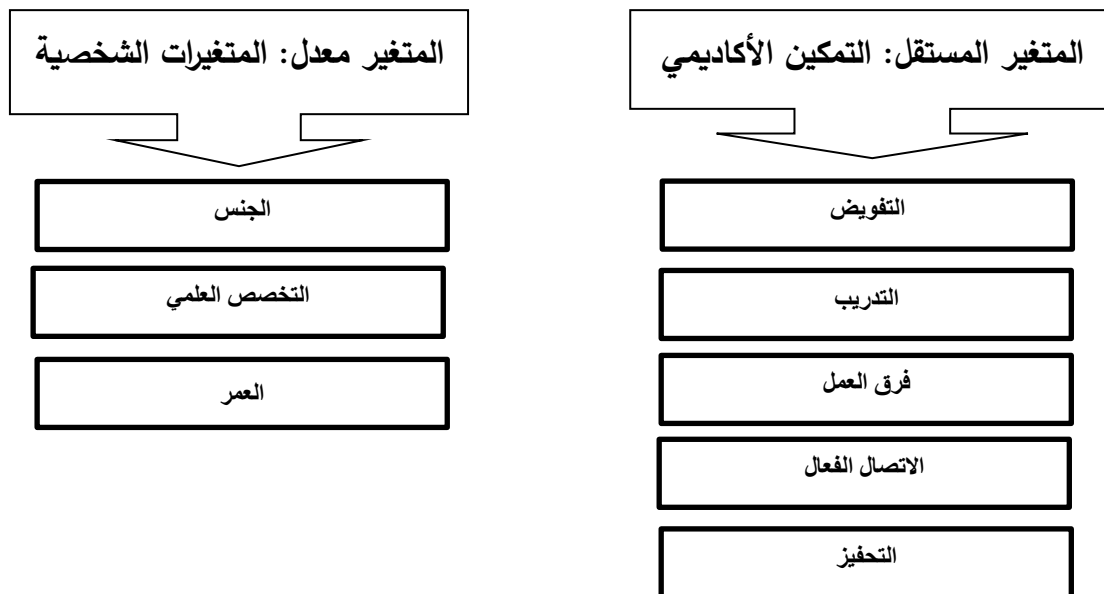 المتغير المستقل: التمكين الأكاديمي
التفويض
التدريب
فرق العمل
الاتصال الفعال
التحفيز
المتغير معدل: المتغيرات الشخصية
الجنس
التخصص العلمي
العمر